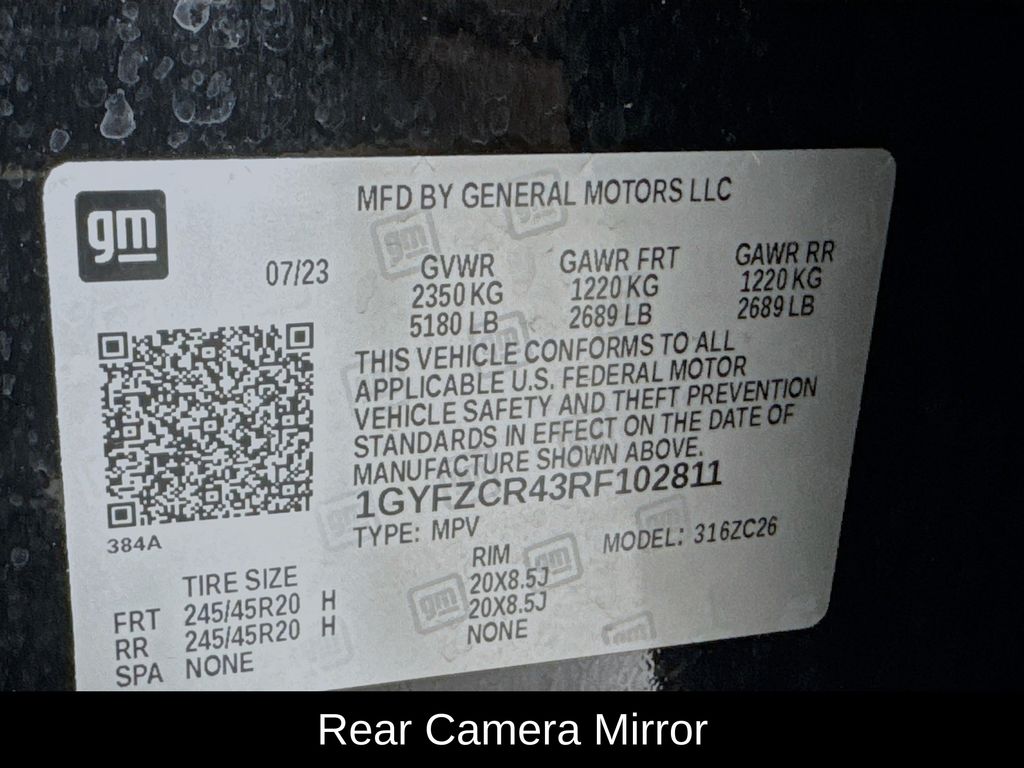 gm
MFD BY GENERAL MOTORS LLC
07/23
GVWR GAWR FRT GAWR RR
2350 KG 1220 KG 1220 KG
5180 LB 2689 LB 2689 LB
THIS VEHICLE CONFORMS TO ALL
APPLICABLE U.S. FEDERAL MOTOR
VEHICLE SAFETY AND THEFT PREVENTION
STANDARDS IN EFFECT ON THE DATE OF
MANUFACTURE SHOWN ABOVE.
1GYFZCR43RF102811
TYPE: MPV MODEL: 316ZC26
384A
TIRE SIZE RIM
FRT 245/45R20 H 20X8.5J
RR 245/45R20 H 20X8.5J
SPA NONE NONE
Rear Camera Mirror